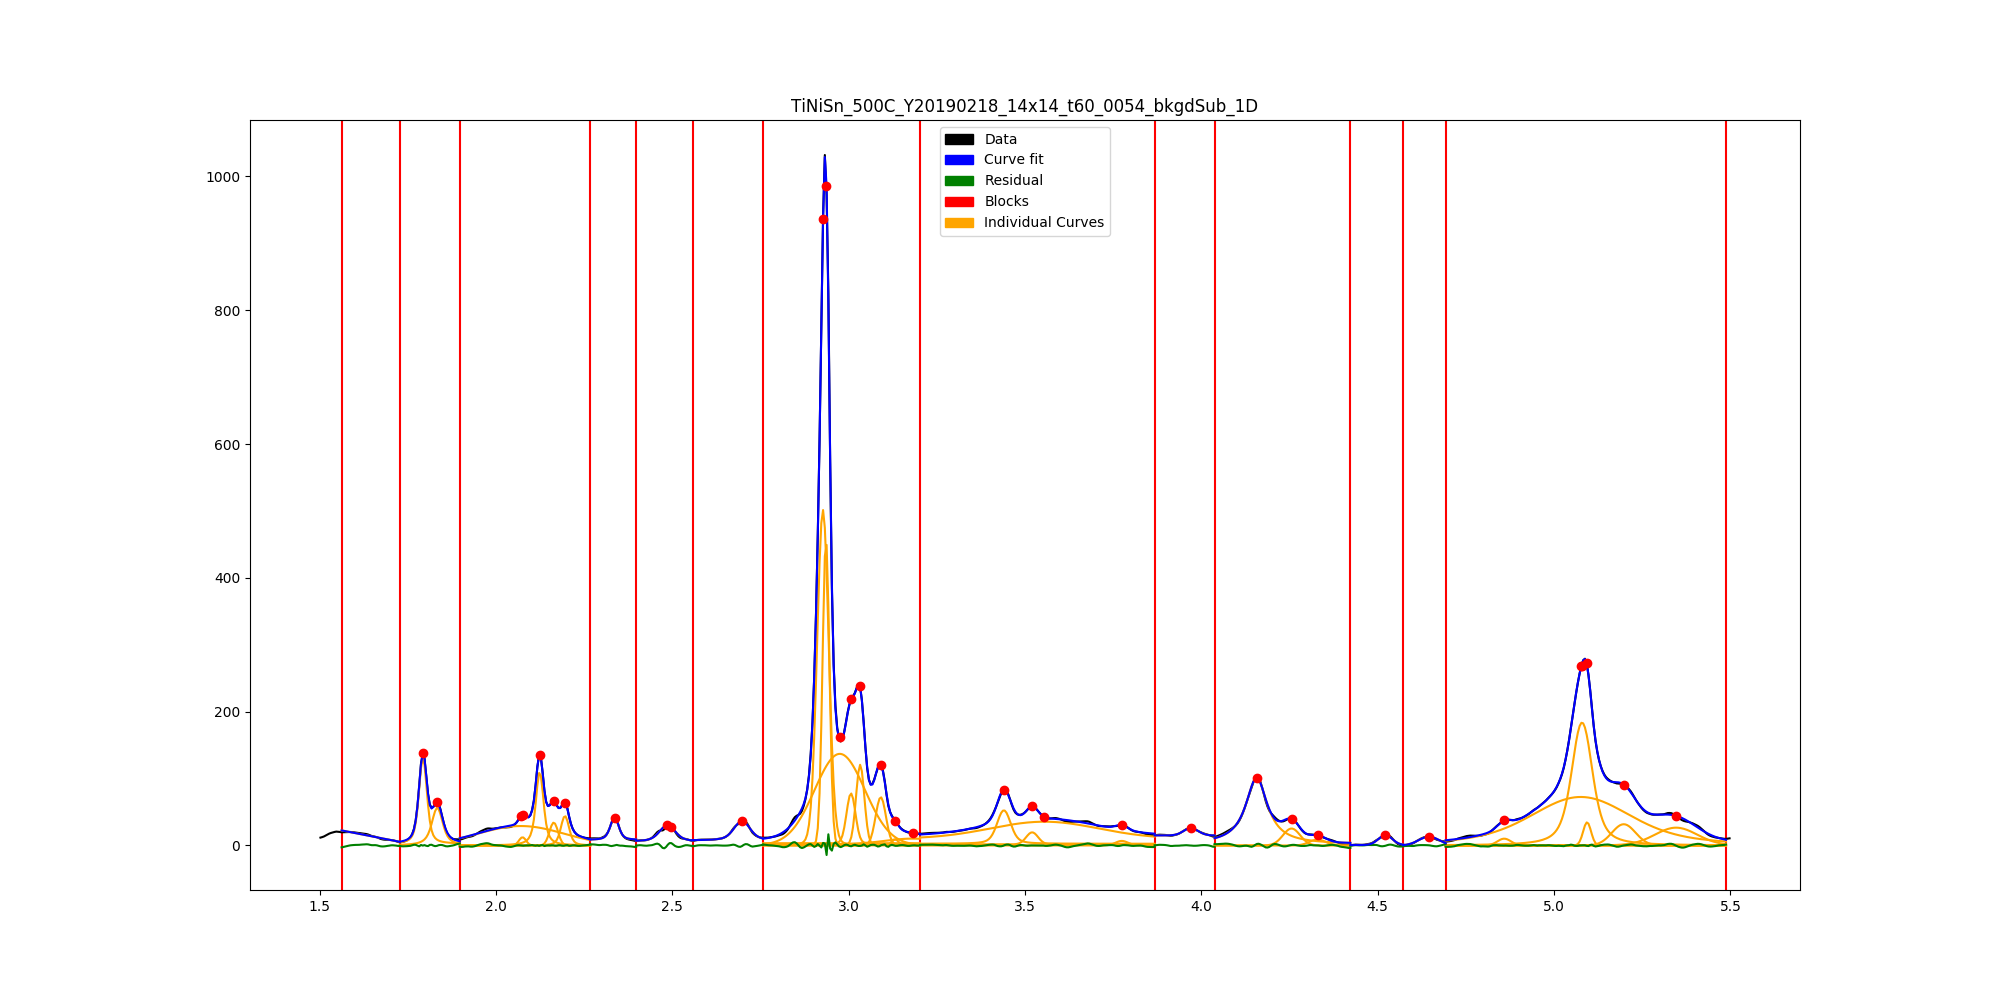 TiNiSn_500C_Y20190218_14x14_t60_0054_bkgdSub_1D
Data
Curve fit
Residual
Blocks
Individual Curves
1000
800
600
400
200
0
1.5 2.0 2.5 3.0 3.5 4.0 4.5 5.0 5.5